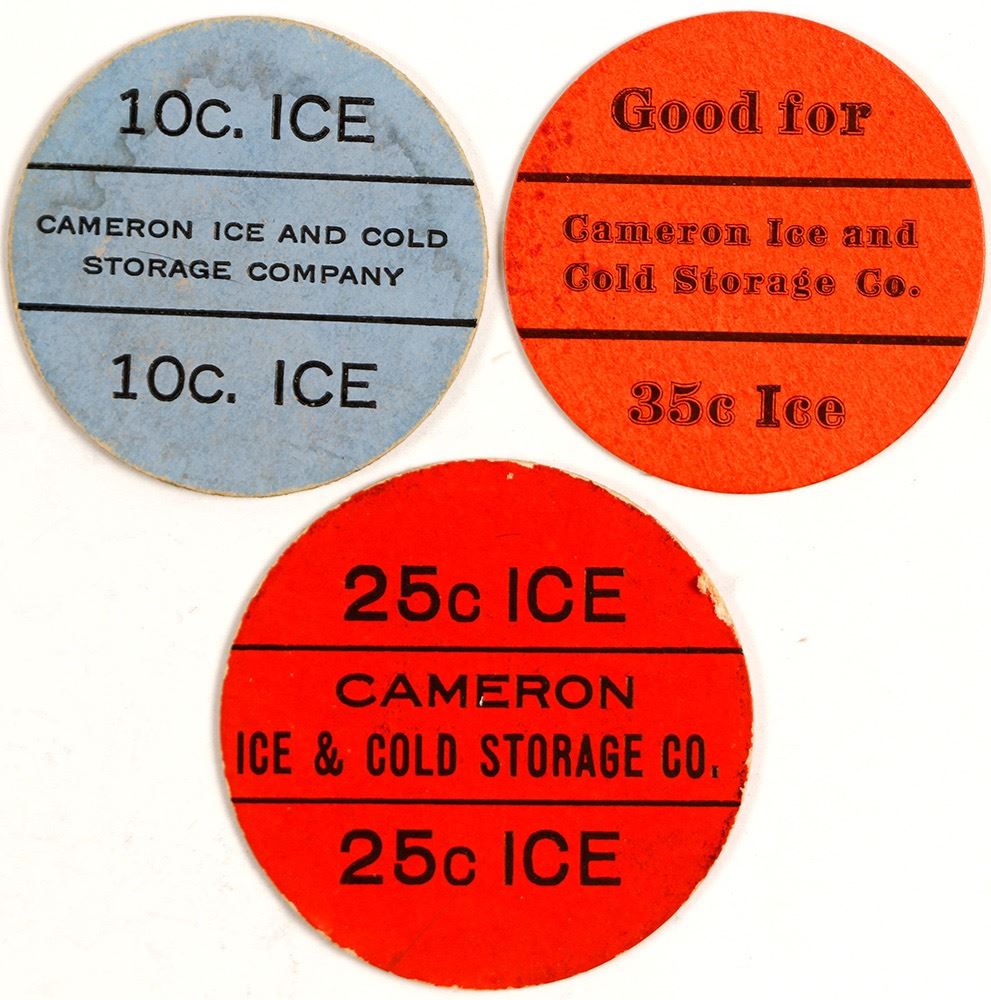 10c. ICE
CAMERON ICE AND COLD
STORAGE COMPANY
10c. ICE
Good for
Cameron Ice and
Cold Storage Co.
35c Ice
25c ICE
CAMERON
ICE & COLD STORAGE CO.
25c ICE